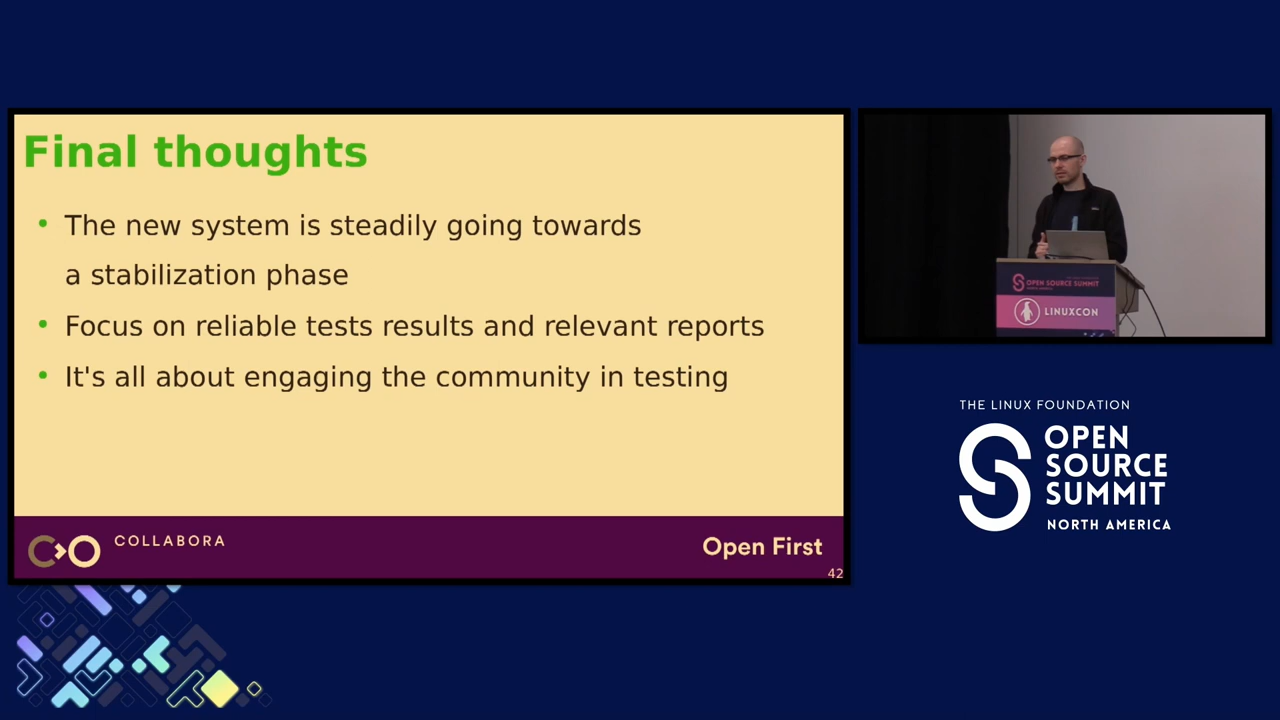 Final thoughts
• The new system is steadily going towards
a stabilization phase
• Focus on reliable tests results and relevant reports
• It's all about engaging the community in testing
COLLABORA
Open First
42
OPEN SOURCE SUMMIT
LINUXCON
THE LINUX FOUNDATION
OPEN
SOURCE
SUMMIT
NORTH AMERICA